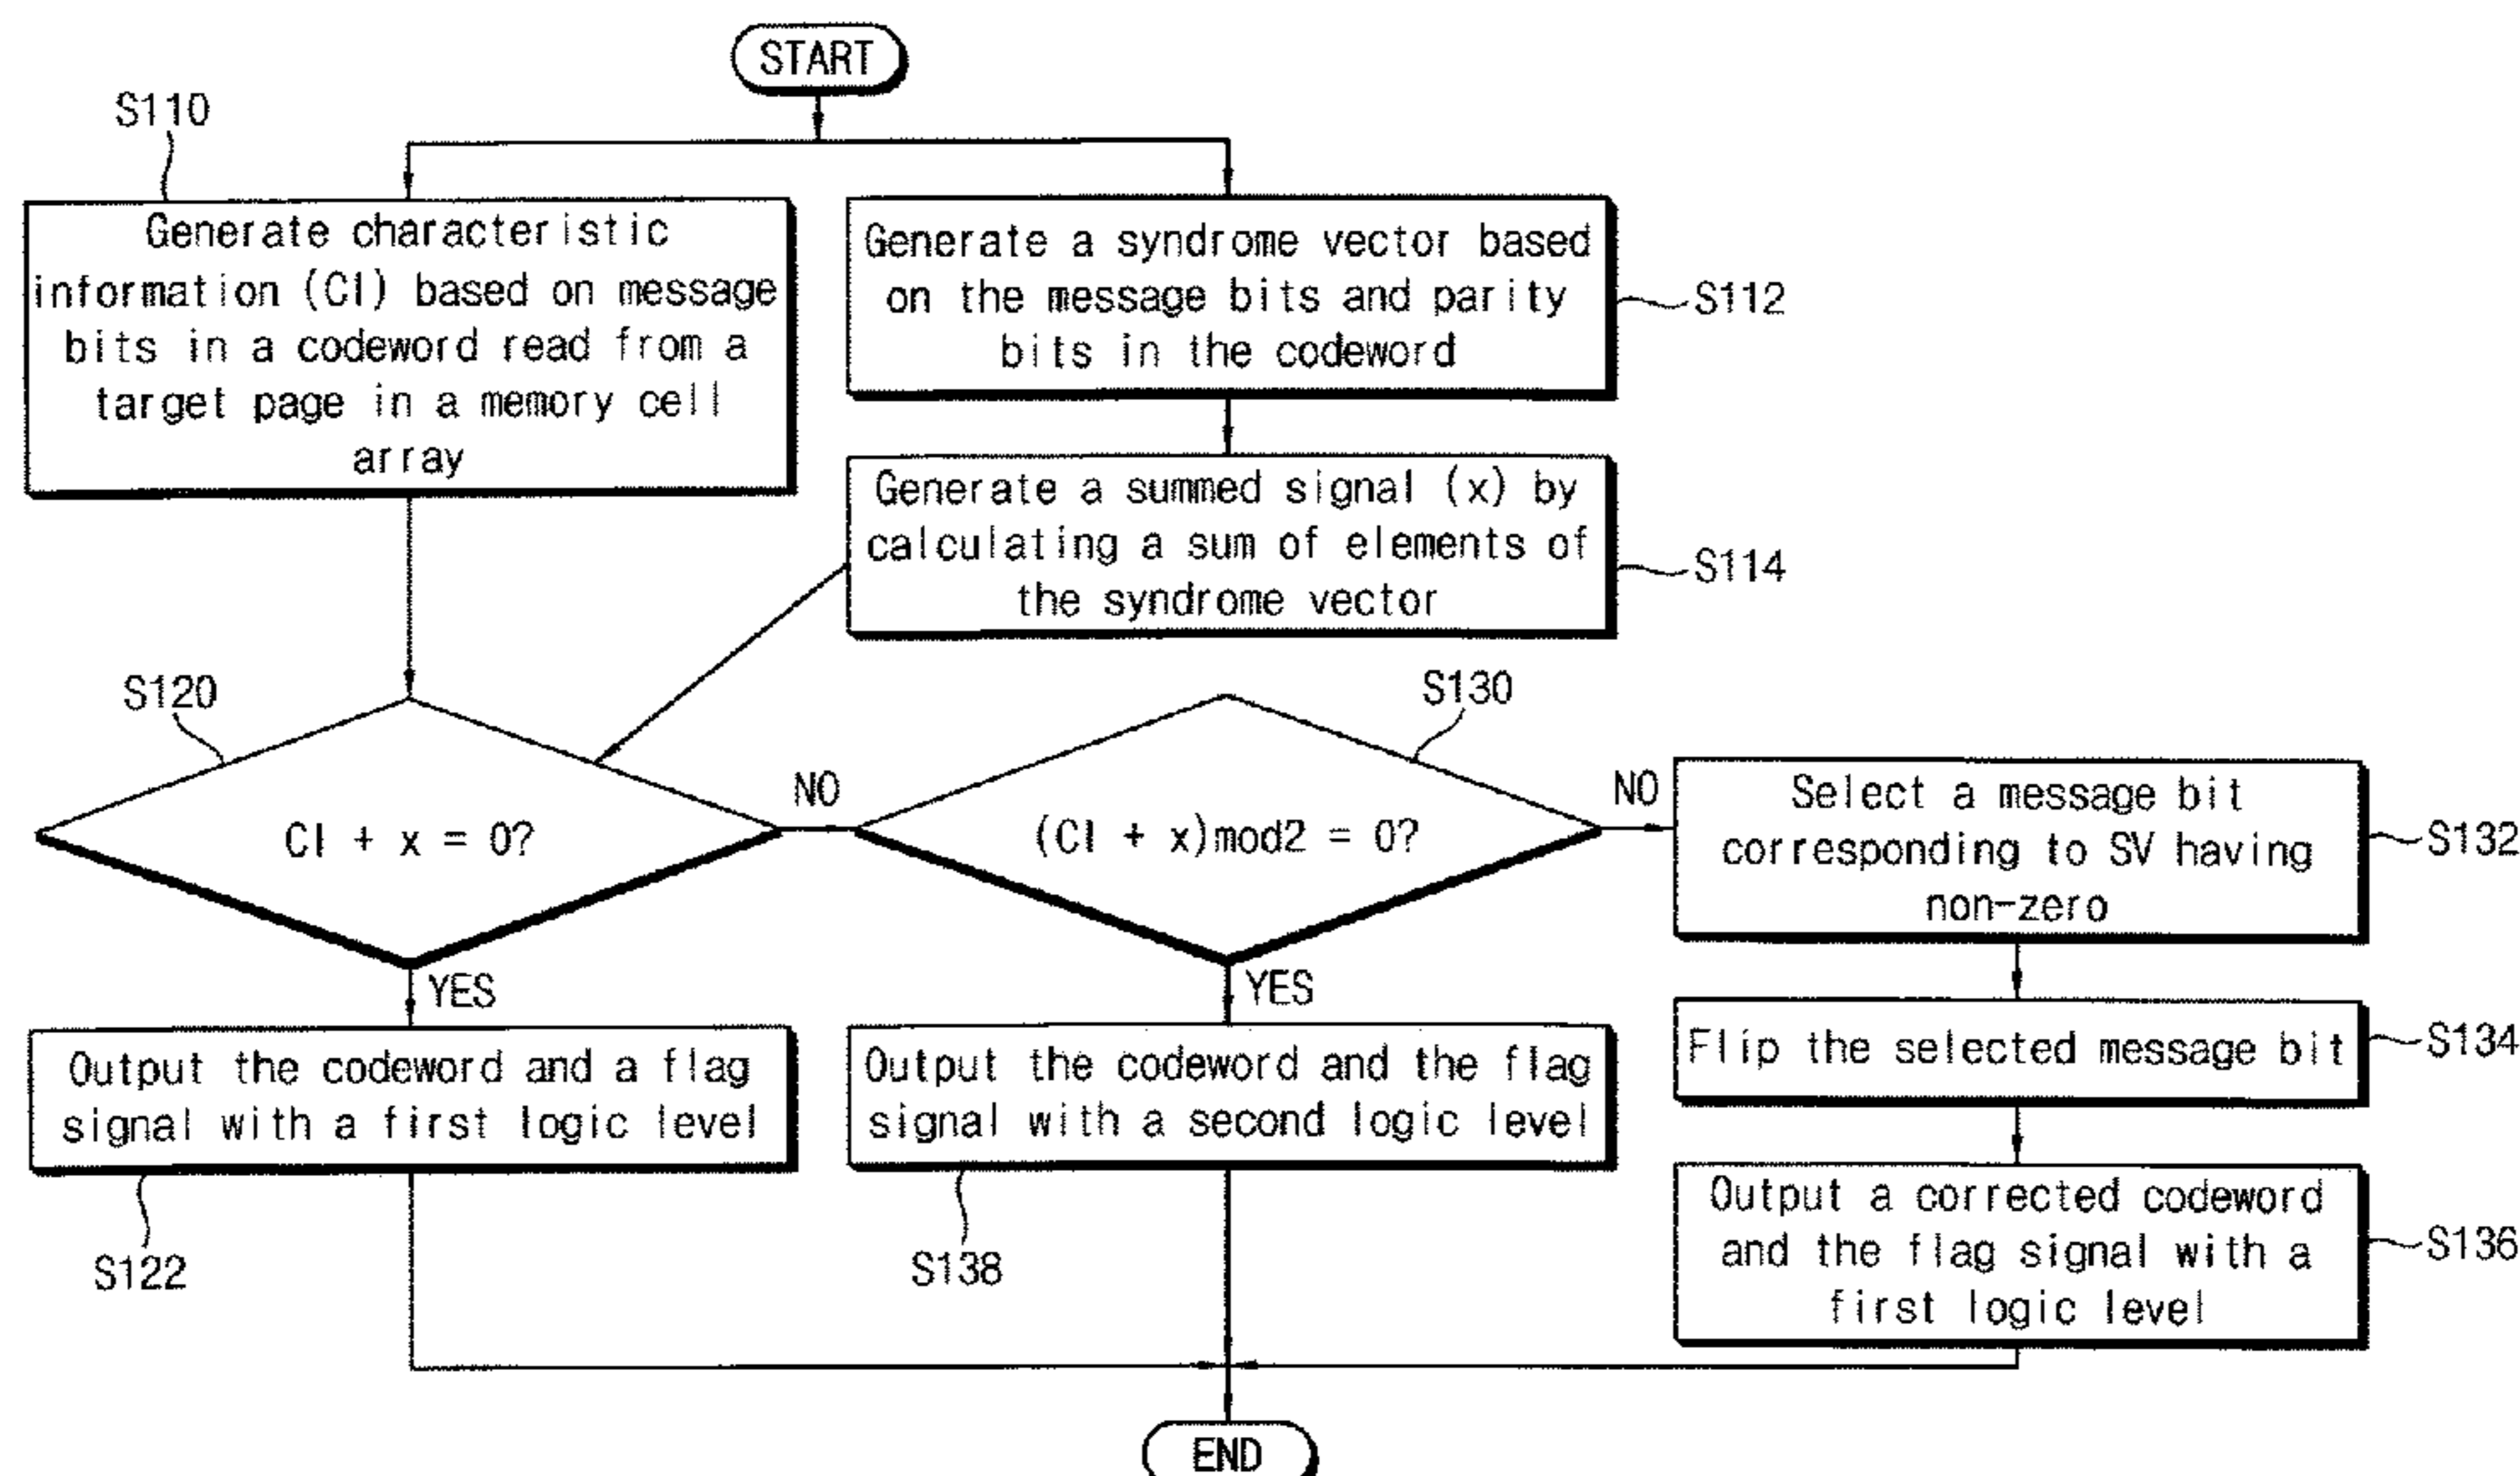 START
S110
Generate characteristic
information (CI) based on message
bits in a codeword read from a
target page in a memory cell
array
Generate a syndrome vector based
on the message bits and parity
bits in the codeword
S112
Generate a summed signal (x) by
calculating a sum of elements of
the syndrome vector
S114
S120
CI + x = 0?
NO
YES
S130
(CI + x)mod2 = 0?
NO
YES
Select a message bit
corresponding to SV having
non-zero
S132
Flip the selected message bit
S134
Output the codeword and a flag
signal with a first logic level
S122
Output the codeword and the flag
signal with a second logic level
S138
Output a corrected codeword
and the flag signal with a
first logic level
S136
END